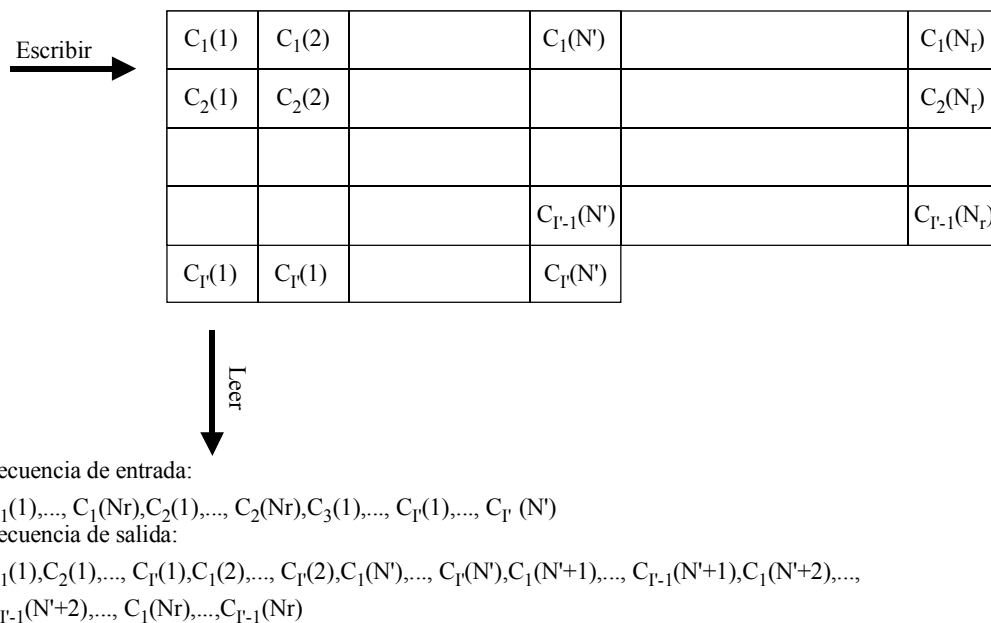 Escribir
C1(1) C1(2) C1(N') C1(Nr)
C2(1) C2(2) C2(Nr)
CI'-1(N') CI'-1(Nr)
CI'(1) CI'(1) CI'(N')
Leer
ecuencia de entrada:
1(1),..., C1(Nr),C2(1),..., C2(Nr),C3(1),..., CI'(1),..., CI' (N')
ecuencia de salida:
1(1),C2(1),..., CI'(1),C1(2),..., CI'(2),C1(N'),..., CI'(N'),C1(N'+1),..., CI'-1(N'+1),C1(N'+2),...,
I'-1(N'+2),..., C1(Nr),...,CI'-1(Nr)